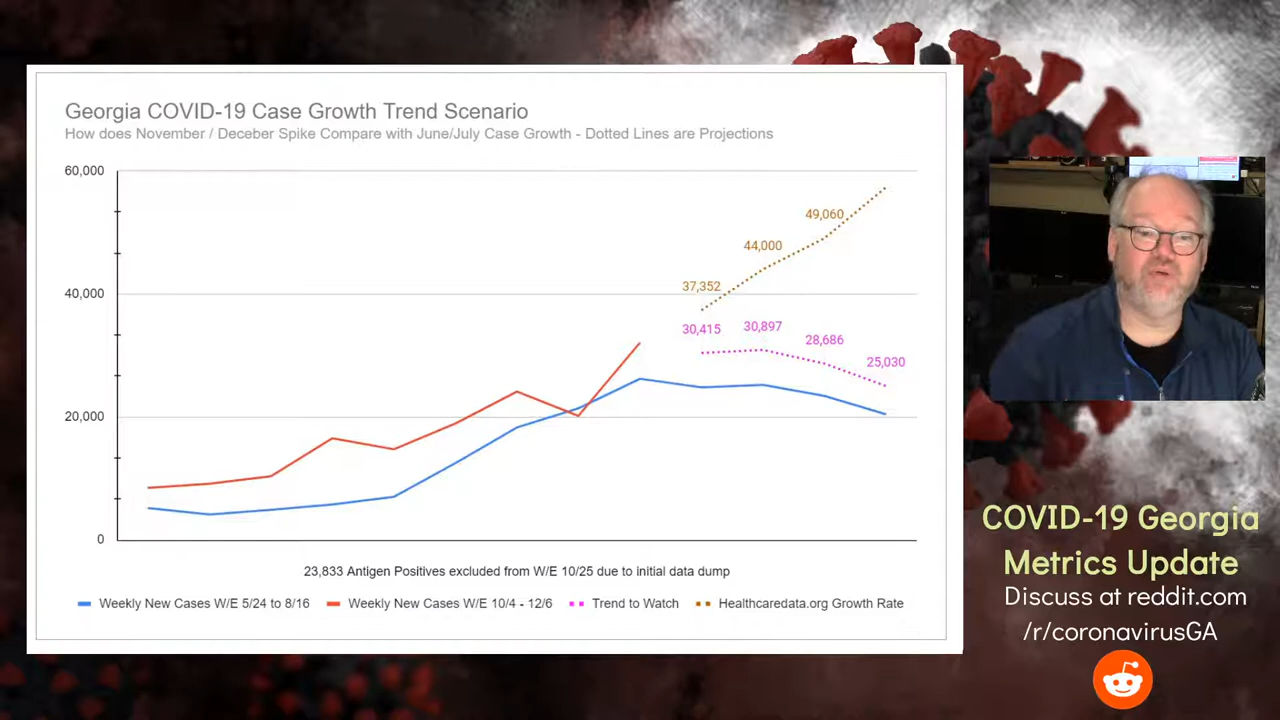 Georgia COVID-19 Case Growth Trend Scenario
How does November / Deceber Spike Compare with June/July Case Growth - Dotted Lines are Projections
60,000
49,060
44,000
40,000
37,352
30,415
30,897
28,686
25,030
20,000
0
23,833 Antigen Positives excluded from W/E 10/25 due to initial data dump
Weekly New Cases W/E 5/24 to 8/16
Weekly New Cases W/E 10/4 - 12/6
Trend to Watch
Healthcaredata.org Growth Rate
COVID-19 Georgia
Metrics Update
Discuss at reddit.com
/r/coronavirusGA